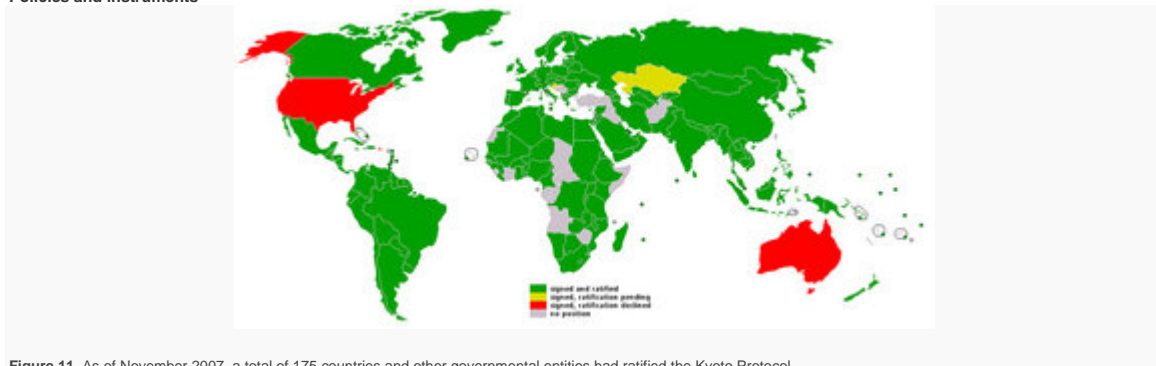 Policies and Instruments
signed and ratified
signed, ratification pending
signed, ratification declined
no position
Figure 11. As of November 2007, a total of 175 countries and other governmental entities had ratified the Kyoto Protocol.